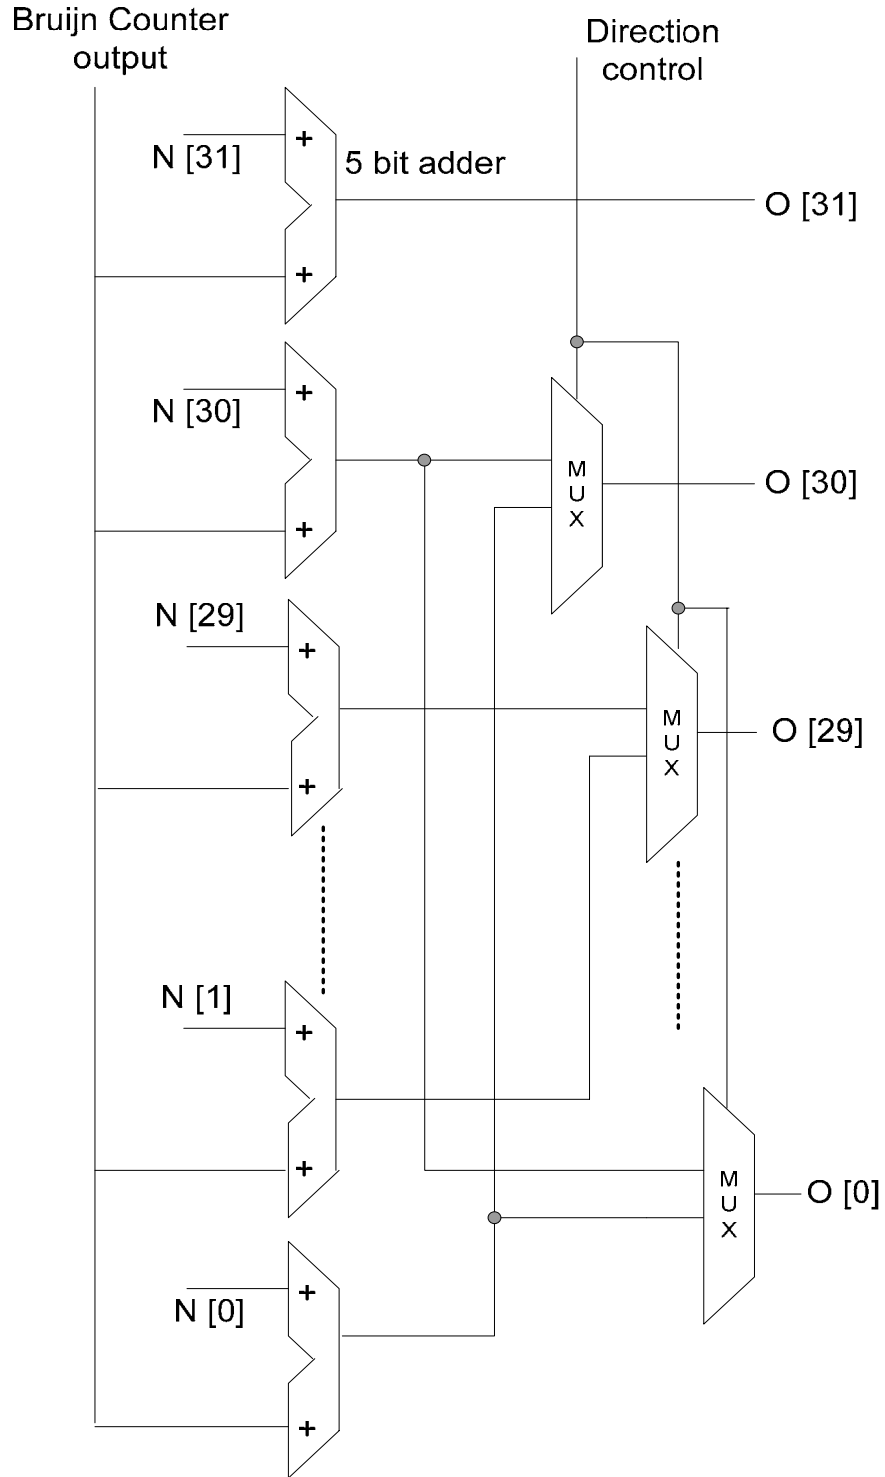 Bruijn Counter
output
Direction
control
N [31]
+
5 bit adder
+
O [31]
N [30]
+
+
M
U
X
O [30]
N [29]
+
+
M
U
X
O [29]
N [1]
+
+
M
U
X
O [0]
N [0]
+
+